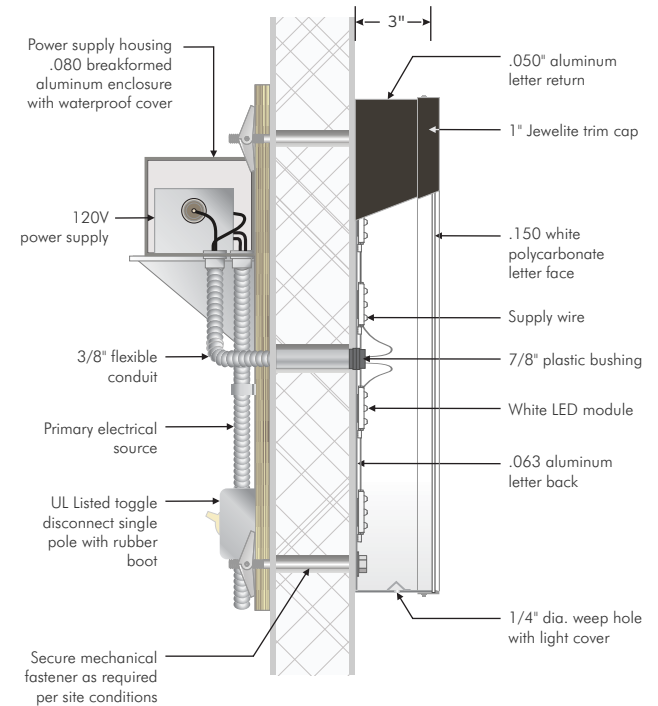 3"
Power supply housing
.080 breakformed
aluminum enclosure
with waterproof cover
120V
power supply
3/8" flexible
conduit
Primary electrical
source
UL Listed toggle
disconnect single
pole with rubber
boot
Secure mechanical
fastener as required
per site conditions
.050" aluminum
letter return
1" Jewelite trim cap
.150 white
polycarbonate
letter face
Supply wire
7/8" plastic bushing
White LED module
.063 aluminum
letter back
1/4" dia. weep hole
with light cover